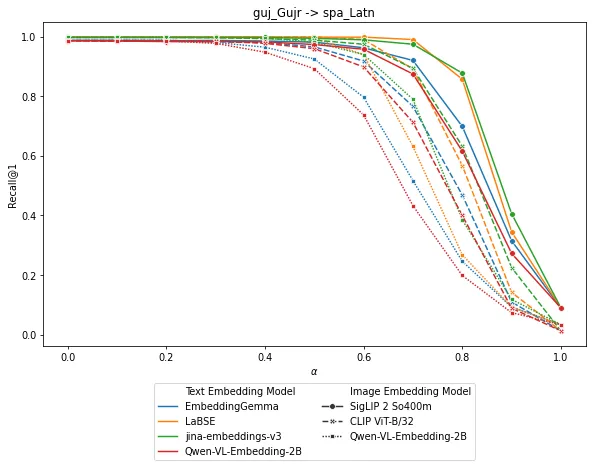 guj_Gujr -> spa_Latn
Recall@1
1.0
0.8
0.6
0.4
0.2
0.0
0.0 0.2 0.4 0.6 0.8 1.0
α
Text Embedding Model
EmbeddingGemma
LaBSE
jina-embeddings-v3
Qwen-VL-Embedding-2B
Image Embedding Model
SigLIP 2 So400m
CLIP ViT-B/32
Qwen-VL-Embedding-2B